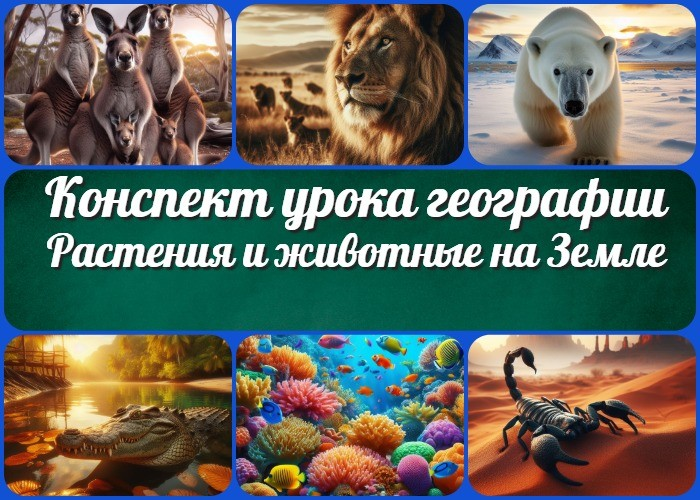 Конспект урока географии
Растения и животные на Земле